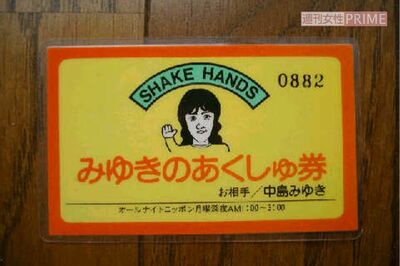 週刊女性PRIME
SHAKE HANDS
0882
みゆきのあくしゅ券
お相手／中島みゆき
オールナイトニッポン月曜深夜AM1:00〜3:00